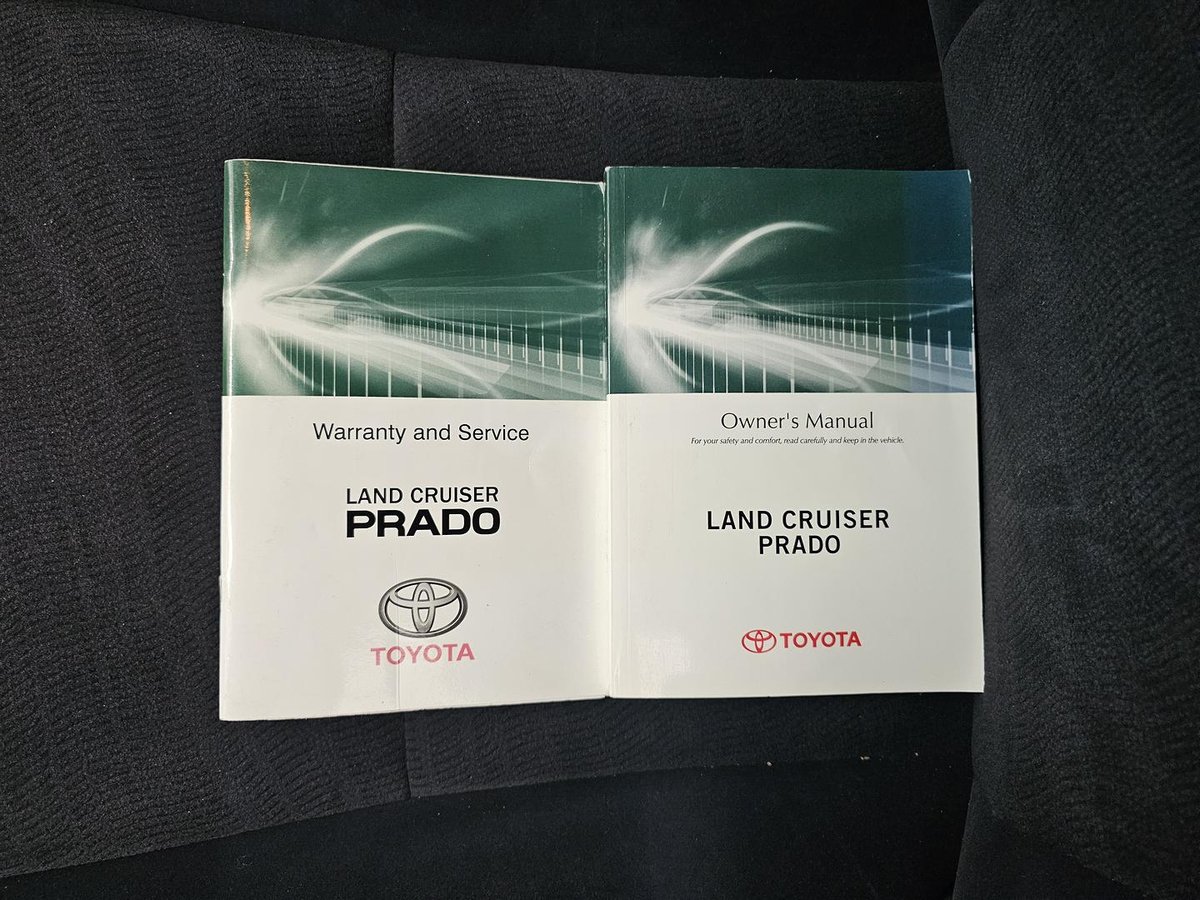 Warranty and Service
LAND CRUISER
PRADO
TOYOTA
Owner's Manual
For your safety and comfort, read carefully and keep in the vehicle.
LAND CRUISER
PRADO
TOYOTA